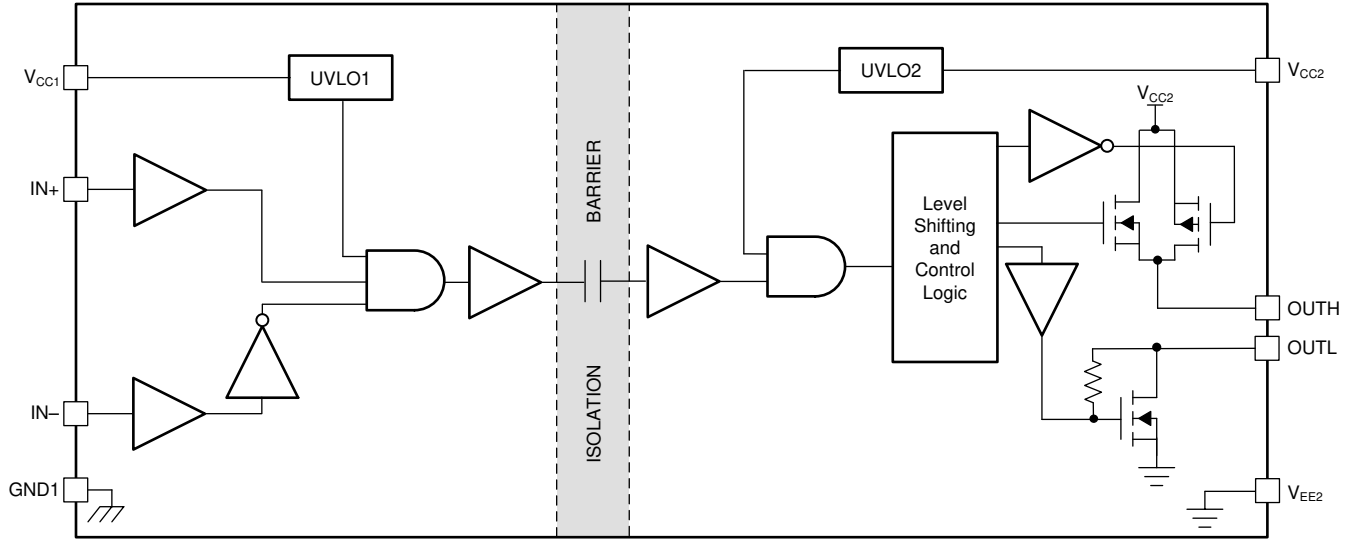 UVLO1
UVLO2
VCC1
VCC2
VCC2
IN+
BARRIER
Level
Shifting
and
Control
Logic
OUTH
OUTL
IN–
ISOLATION
GND1
VEE2